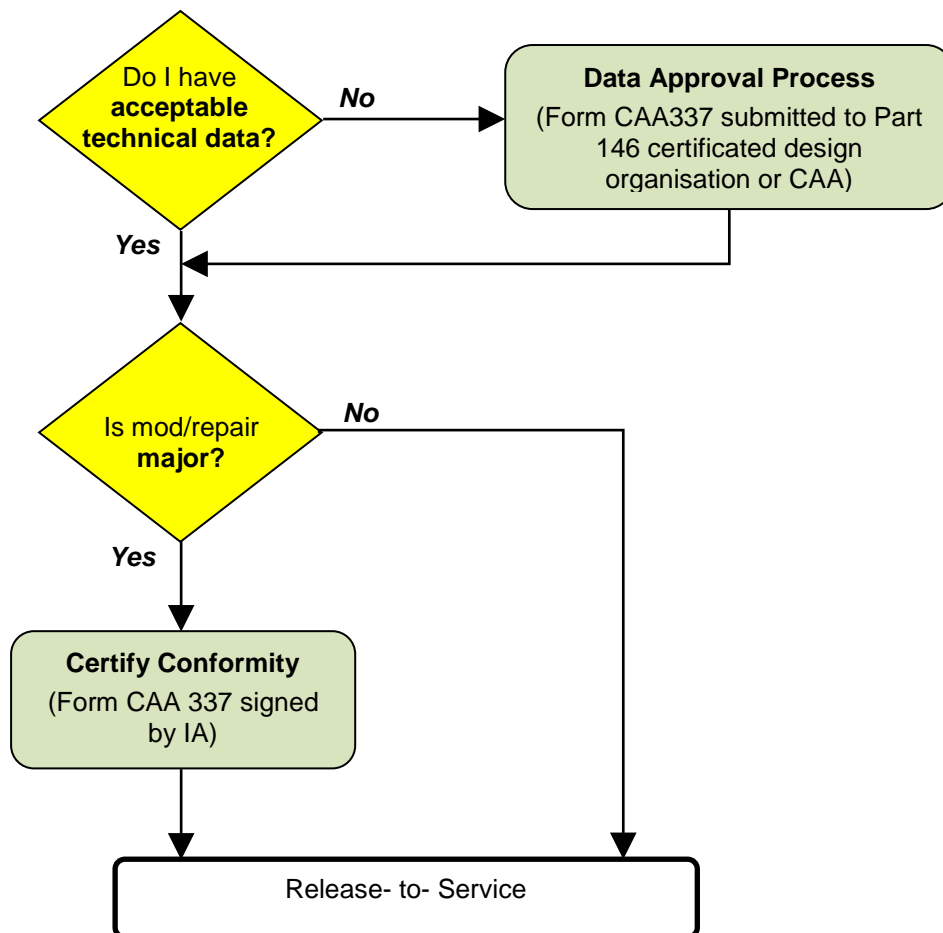 Do I have
acceptable
technical data?
No
Data Approval Process
(Form CAA337 submitted to Part
146 certificated design
organisation or CAA)
Yes
Is mod/repair
major?
No
Yes
Certify Conformity
(Form CAA 337 signed
by IA)
Release- to- Service